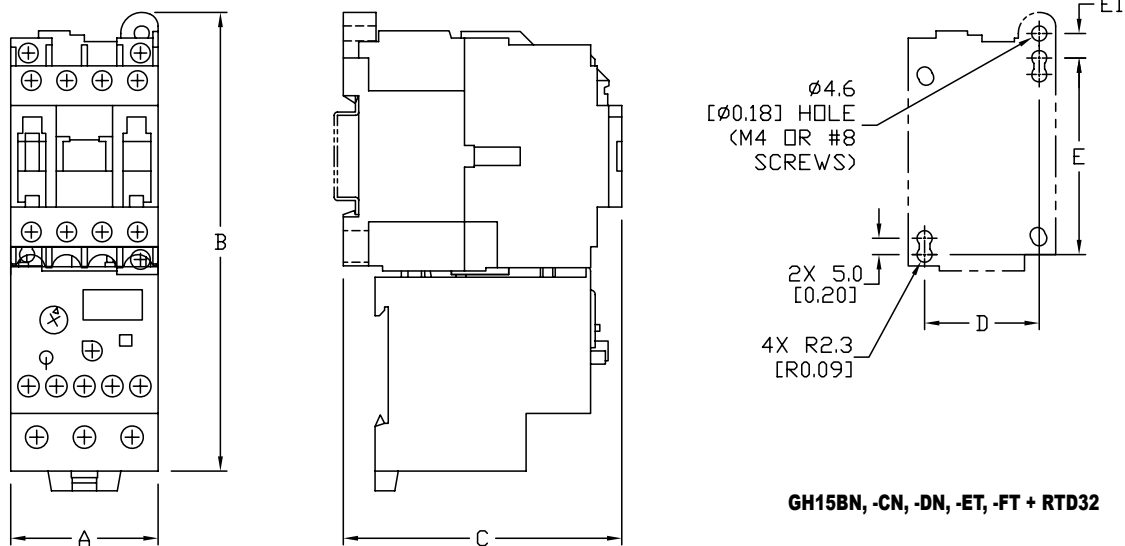 E1
Ø4.6
[Ø0.18] HOLE
(M4 OR #8
SCREWS)
B
E
2X 5.0
[0.20]
D
4X R2.3
[R0.09]
GH15BN, -CN, -DN, -ET, -FT + RTD32
A
C